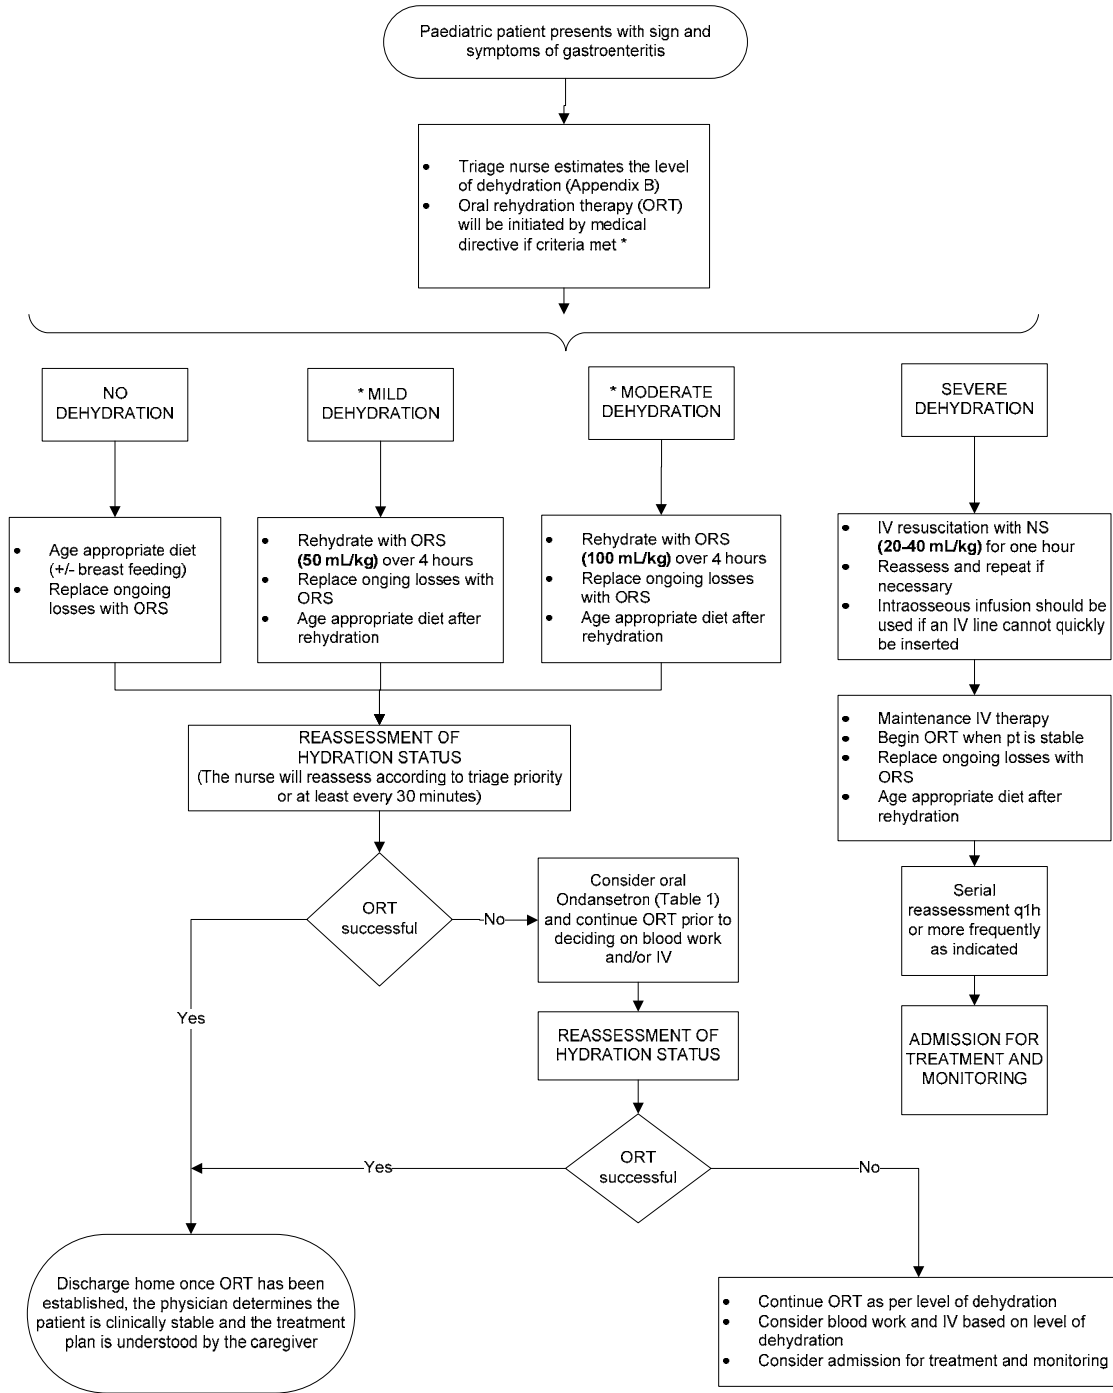 Paediatric patient presents with sign and
symptoms of gastroenteritis
• Triage nurse estimates the level
of dehydration (Appendix B)
• Oral rehydration therapy (ORT)
will be initiated by medical
directive if criteria met *
NO
DEHYDRATION
* MILD
DEHYDRATION
* MODERATE
DEHYDRATION
SEVERE
DEHYDRATION
• Age appropriate diet
(+/- breast feeding)
• Replace ongoing
losses with ORS
• Rehydrate with ORS
(50 mL/kg) over 4 hours
• Replace onging losses with
ORS
• Age appropriate diet after
rehydration
• Rehydrate with ORS
(100 mL/kg) over 4 hours
• Replace ongoing losses
with ORS
• Age appropriate diet after
rehydration
• IV resuscitation with NS
(20-40 mL/kg) for one hour
• Reassess and repeat if
necessary
• Intraosseous infusion should be
used if an IV line cannot quickly
be inserted
REASSESSMENT OF
HYDRATION STATUS
(The nurse will reassess according to triage priority
or at least every 30 minutes)
• Maintenance IV therapy
• Begin ORT when pt is stable
• Replace ongoing losses with
ORS
• Age appropriate diet after
rehydration
ORT
successful
No
Consider oral
Ondansetron (Table 1)
and continue ORT prior to
deciding on blood work
and/or IV
Serial
reassessment q1h
or more frequently
as indicated
Yes
REASSESSMENT OF
HYDRATION STATUS
ADMISSION FOR
TREATMENT AND
MONITORING
ORT
successful
Yes
No
Discharge home once ORT has been
established, the physician determines the
patient is clinically stable and the treatment
plan is understood by the caregiver
• Continue ORT as per level of dehydration
• Consider blood work and IV based on level of
dehydration
• Consider admission for treatment and monitoring